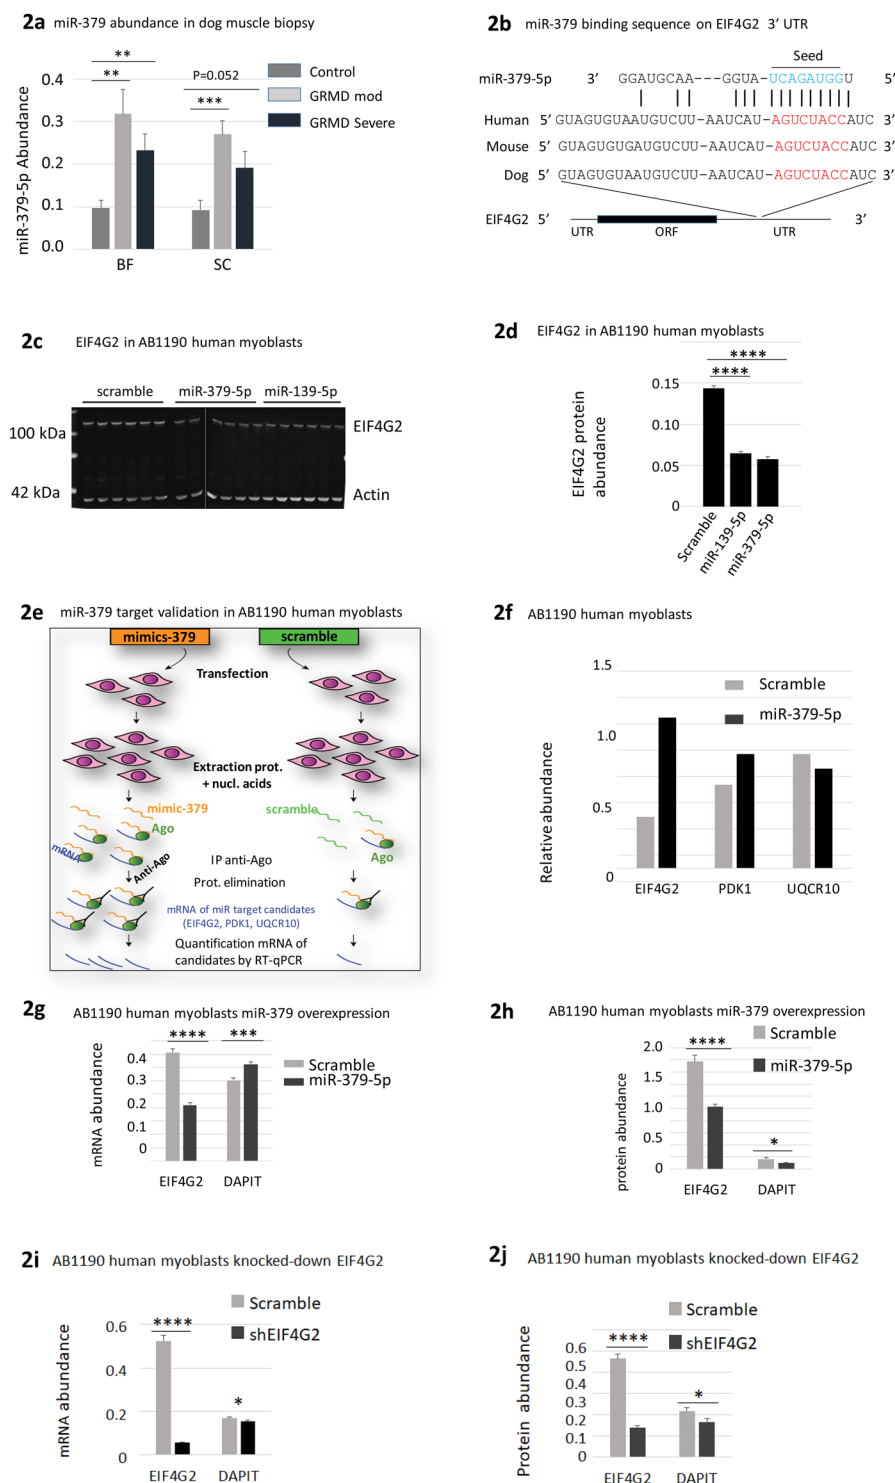 2a miR-379 abundance in dog muscle biopsy
miR-379-5p Abundance
0.4
0.3
0.2
0.1
0.0
**
**
P=0.052
***
BF
SC
Control
GRMD mod
GRMD Severe
2b miR-379 binding sequence on EIF4G2 3' UTR
Seed
miR-379-5p 3' GGAUGCAA---GGUA-UCAGAUGGU 5'
Human 5' GUAGUGUAAUGUCUU-AAUCAU-AGUCUACCAUC 3'
Mouse 5' GUAGUGUGAUGUCUU-AAUCAU-AGUCUACCAUC 3'
Dog 5' GUAGUGUAAUGUCUU-AAUCAU-AGUCUACCAUC 3'
EIF4G2 5' 3'
UTR ORF UTR
2c EIF4G2 in AB1190 human myoblasts
scramble miR-379-5p miR-139-5p
100 kDa
EIF4G2
42 kDa
Actin
2d EIF4G2 in AB1190 human myoblasts
EIF4G2 protein
abundance
****
****
0.15
0.10
0.05
0
Scramble
miR-139-5p
miR-379-5p
2e miR-379 target validation in AB1190 human myoblasts
mimics-379
scramble
Transfection
Extraction prot.
+ nucl. acids
mimic-379
scramble
Ago
mRNA
Ago
Anti-Ago
IP anti-Ago
Prot. elimination
mRNA of miR target candidates
(EIF4G2, PDK1, UQCR10)
Quantification mRNA of
candidates by RT-qPCR
2f AB1190 human myoblasts
Relative abundance
1.5
1.0
0.5
0
Scramble
miR-379-5p
EIF4G2 PDK1 UQCR10
2g AB1190 human myoblasts miR-379 overexpression
mRNA abundance
**** ***
0.4
0.3
0.2
0.1
0
Scramble
miR-379-5p
EIF4G2 DAPIT
2h AB1190 human myoblasts miR-379 overexpression
protein abundance
Scramble
miR-379-5p
****
*
2.0
1.5
1.0
0.5
0
EIF4G2 DAPIT
2i AB1190 human myoblasts knocked-down EIF4G2
mRNA abundance
Scramble
shEIF4G2
****
*
0.6
0.4
0.2
0
EIF4G2 DAPIT
2j AB1190 human myoblasts knocked-down EIF4G2
Protein abundance
Scramble
shEIF4G2
****
*
0.6
0.5
0.4
0.3
0.2
0.1
0
EIF4G2 DAPIT